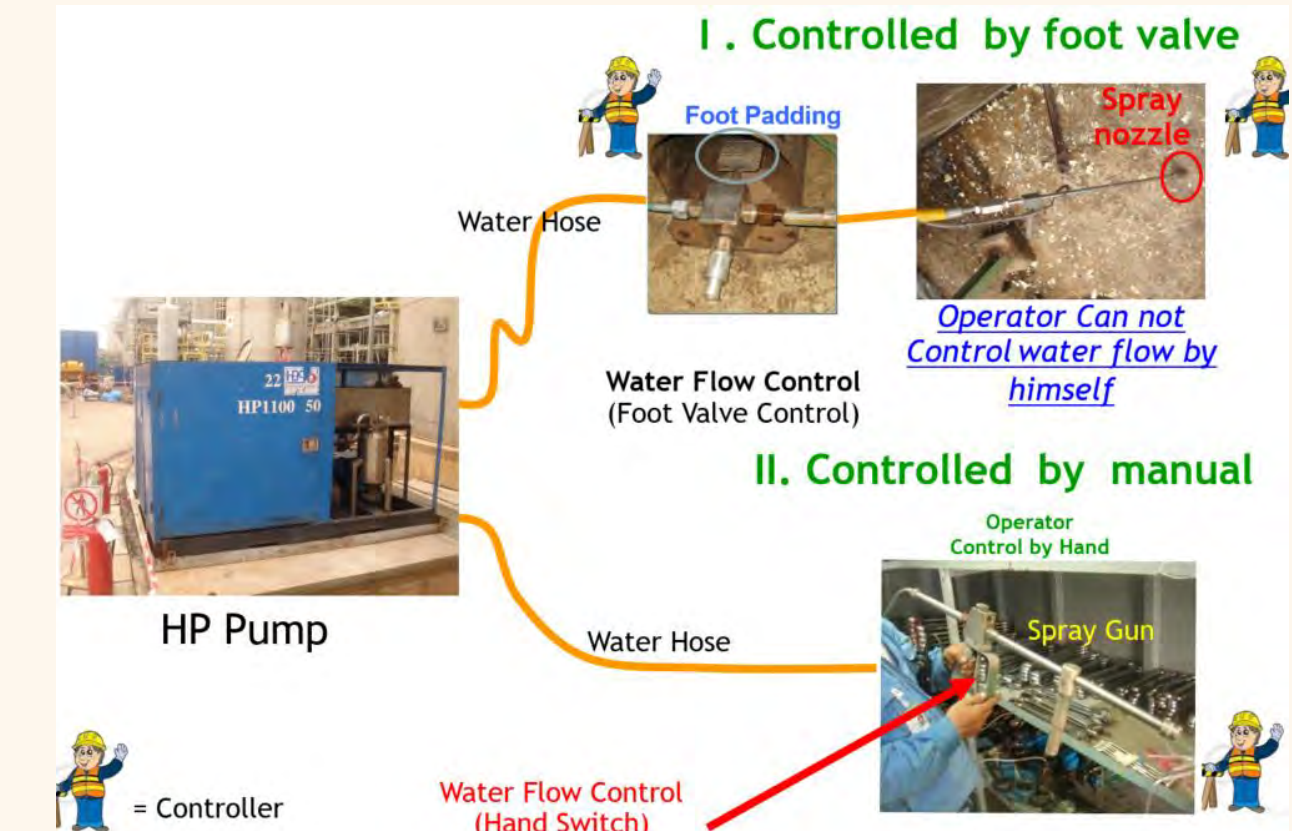 I . Controlled by foot valve
Foot Padding
Spray
nozzle
Water Hose
Operator Can not
Control water flow by
himself
Water Flow Control
(Foot Valve Control)
22
HP1100 50
HP Pump
II. Controlled by manual
Operator
Control by Hand
Spray Gun
Water Hose
Water Flow Control
(Hand Switch)
= Controller